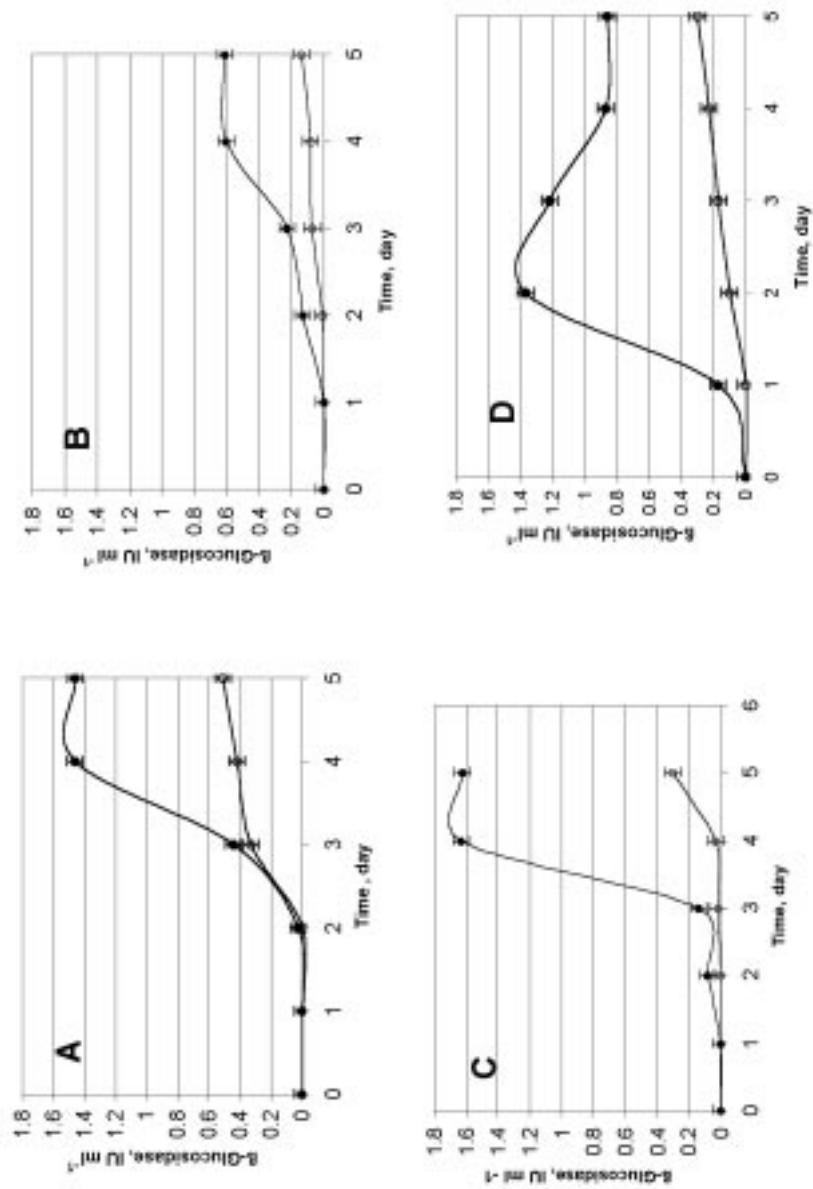 A
ß-Glucosidase, IU ml⁻¹
1.8
1.6
1.4
1.2
1
0.8
0.6
0.4
0.2
0
0 1 2 3 4 5
Time , day
B
ß-Glucosidase, IU ml⁻¹
1.8
1.6
1.4
1.2
1
0.8
0.6
0.4
0.2
0
0 1 2 3 4 5
Time, day
C
ß-Glucosidase, IU ml -1
1.8
1.6
1.4
1.2
1
0.8
0.6
0.4
0.2
0
0 1 2 3 4 5 6
Time, day
D
ß-Glucosidase, IU ml⁻¹
1.8
1.6
1.4
1.2
1
0.8
0.6
0.4
0.2
0
0 1 2 3 4 5
Time, day